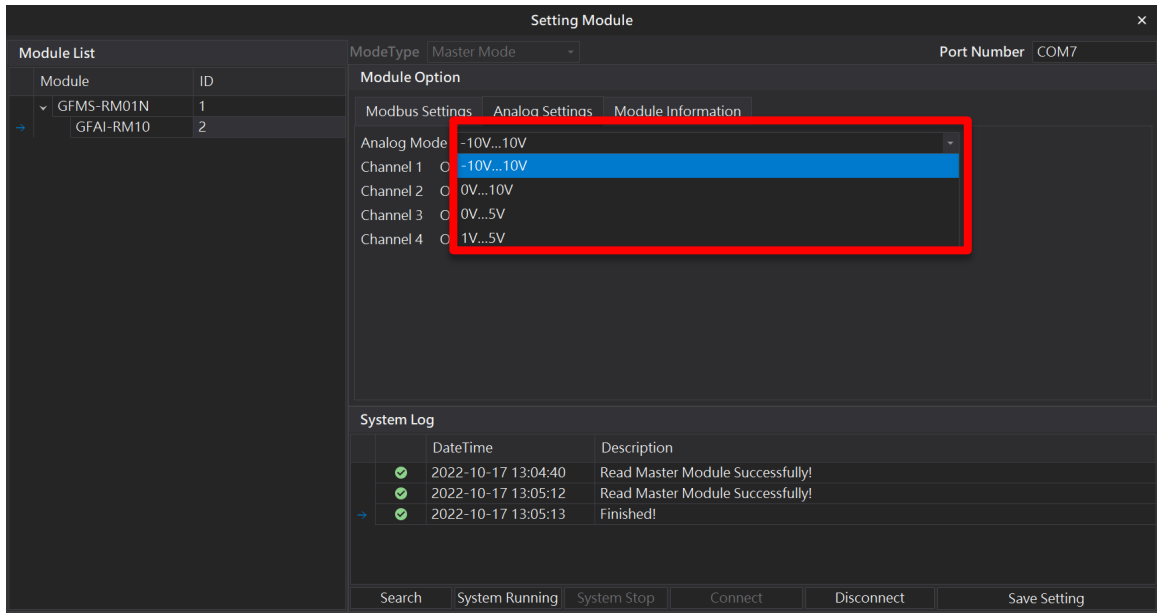 Setting Module ×
Module List
Module ID
GFMS-RM01N 1
GFAI-RM10 2
ModeType Master Mode Port Number COM7
Module Option
Modbus Settings Analog Settings Module Information
Analog Mode -10V...10V
Channel 1 -10V...10V
Channel 2 0V...10V
Channel 3 0V...5V
Channel 4 1V...5V
System Log
DateTime Description
2022-10-17 13:04:40 Read Master Module Successfully!
2022-10-17 13:05:12 Read Master Module Successfully!
2022-10-17 13:05:13 Finished!
Search System Running System Stop Connect Disconnect Save Setting